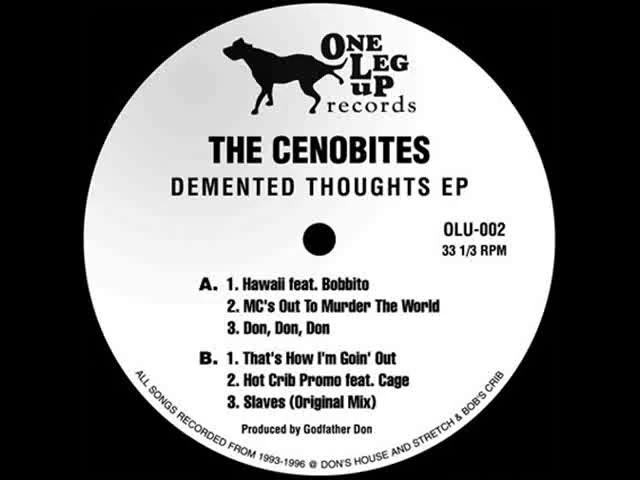 ONE
LEG
UP
records
THE CENOBITES
DEMENTED THOUGHTS EP
OLU-002
33 1/3 RPM
A. 1. Hawaii feat. Bobbito
2. MC's Out To Murder The World
3. Don, Don, Don
B. 1. That's How I'm Goin' Out
2. Hot Crib Promo feat. Cage
3. Slaves (Original Mix)
Produced by Godfather Don
ALL SONGS RECORDED FROM 1993-1996 @ DON'S HOUSE AND STRETCH & BOB'S CRIB